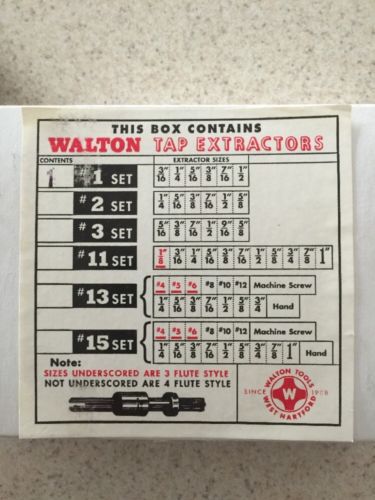 THIS BOX CONTAINS
WALTON TAP EXTRACTORS
CONTENTS EXTRACTOR SIZES
1 #1 SET 3/16" 1/4" 5/16" 3/8" 7/16" 1/2"
#2 SET 1/4" 5/16" 3/8" 7/16" 1/2" 5/8"
#3 SET 5/16" 3/8" 7/16" 1/2" 9/16" 5/8"
#11 SET 1/8" 3/16" 1/4" 5/16" 3/8" 7/16" 1/2" 5/8" 3/4" 7/8" 1"
#13 SET #4 #5 #6 #8 #10 #12 Machine Screw
1/4" 5/16" 3/8" 7/16" 1/2" 5/8" 3/4" Hand
#15 SET #4 #5 #6 #8 #10 #12 Machine Screw
1/4" 5/16" 3/8" 7/16" 1/2" 5/8" 3/4" 7/8" 1" Hand
Note:
SIZES UNDERSCORED ARE 3 FLUTE STYLE
NOT UNDERSCORED ARE 4 FLUTE STYLE
WALTON TOOLS
SINCE W 1908
WEST HARTFORD